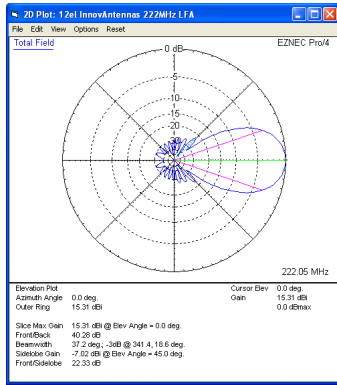 2D Plot: 12el InnovAntennas 222MHz LFA
File Edit View Options Reset
Total Field
EZNEC Pro/4
0 dB
-5
-10
-15
-20
222.05 MHz
Elevation Plot
Cursor Elev 0.0 deg.
Azimuth Angle 0.0 deg.
Gain 15.31 dBi
Outer Ring 15.31 dBi
0.0 dBmax
Slice Max Gain 15.31 dBi @ Elev Angle = 0.0 deg.
Front/Back 40.28 dB
Beamwidth 37.2 deg.; -3dB @ 341.4, 18.6 deg.
Sidelobe Gain -7.02 dBi @ Elev Angle = 45.0 deg.
Front/Sidelobe 22.33 dB